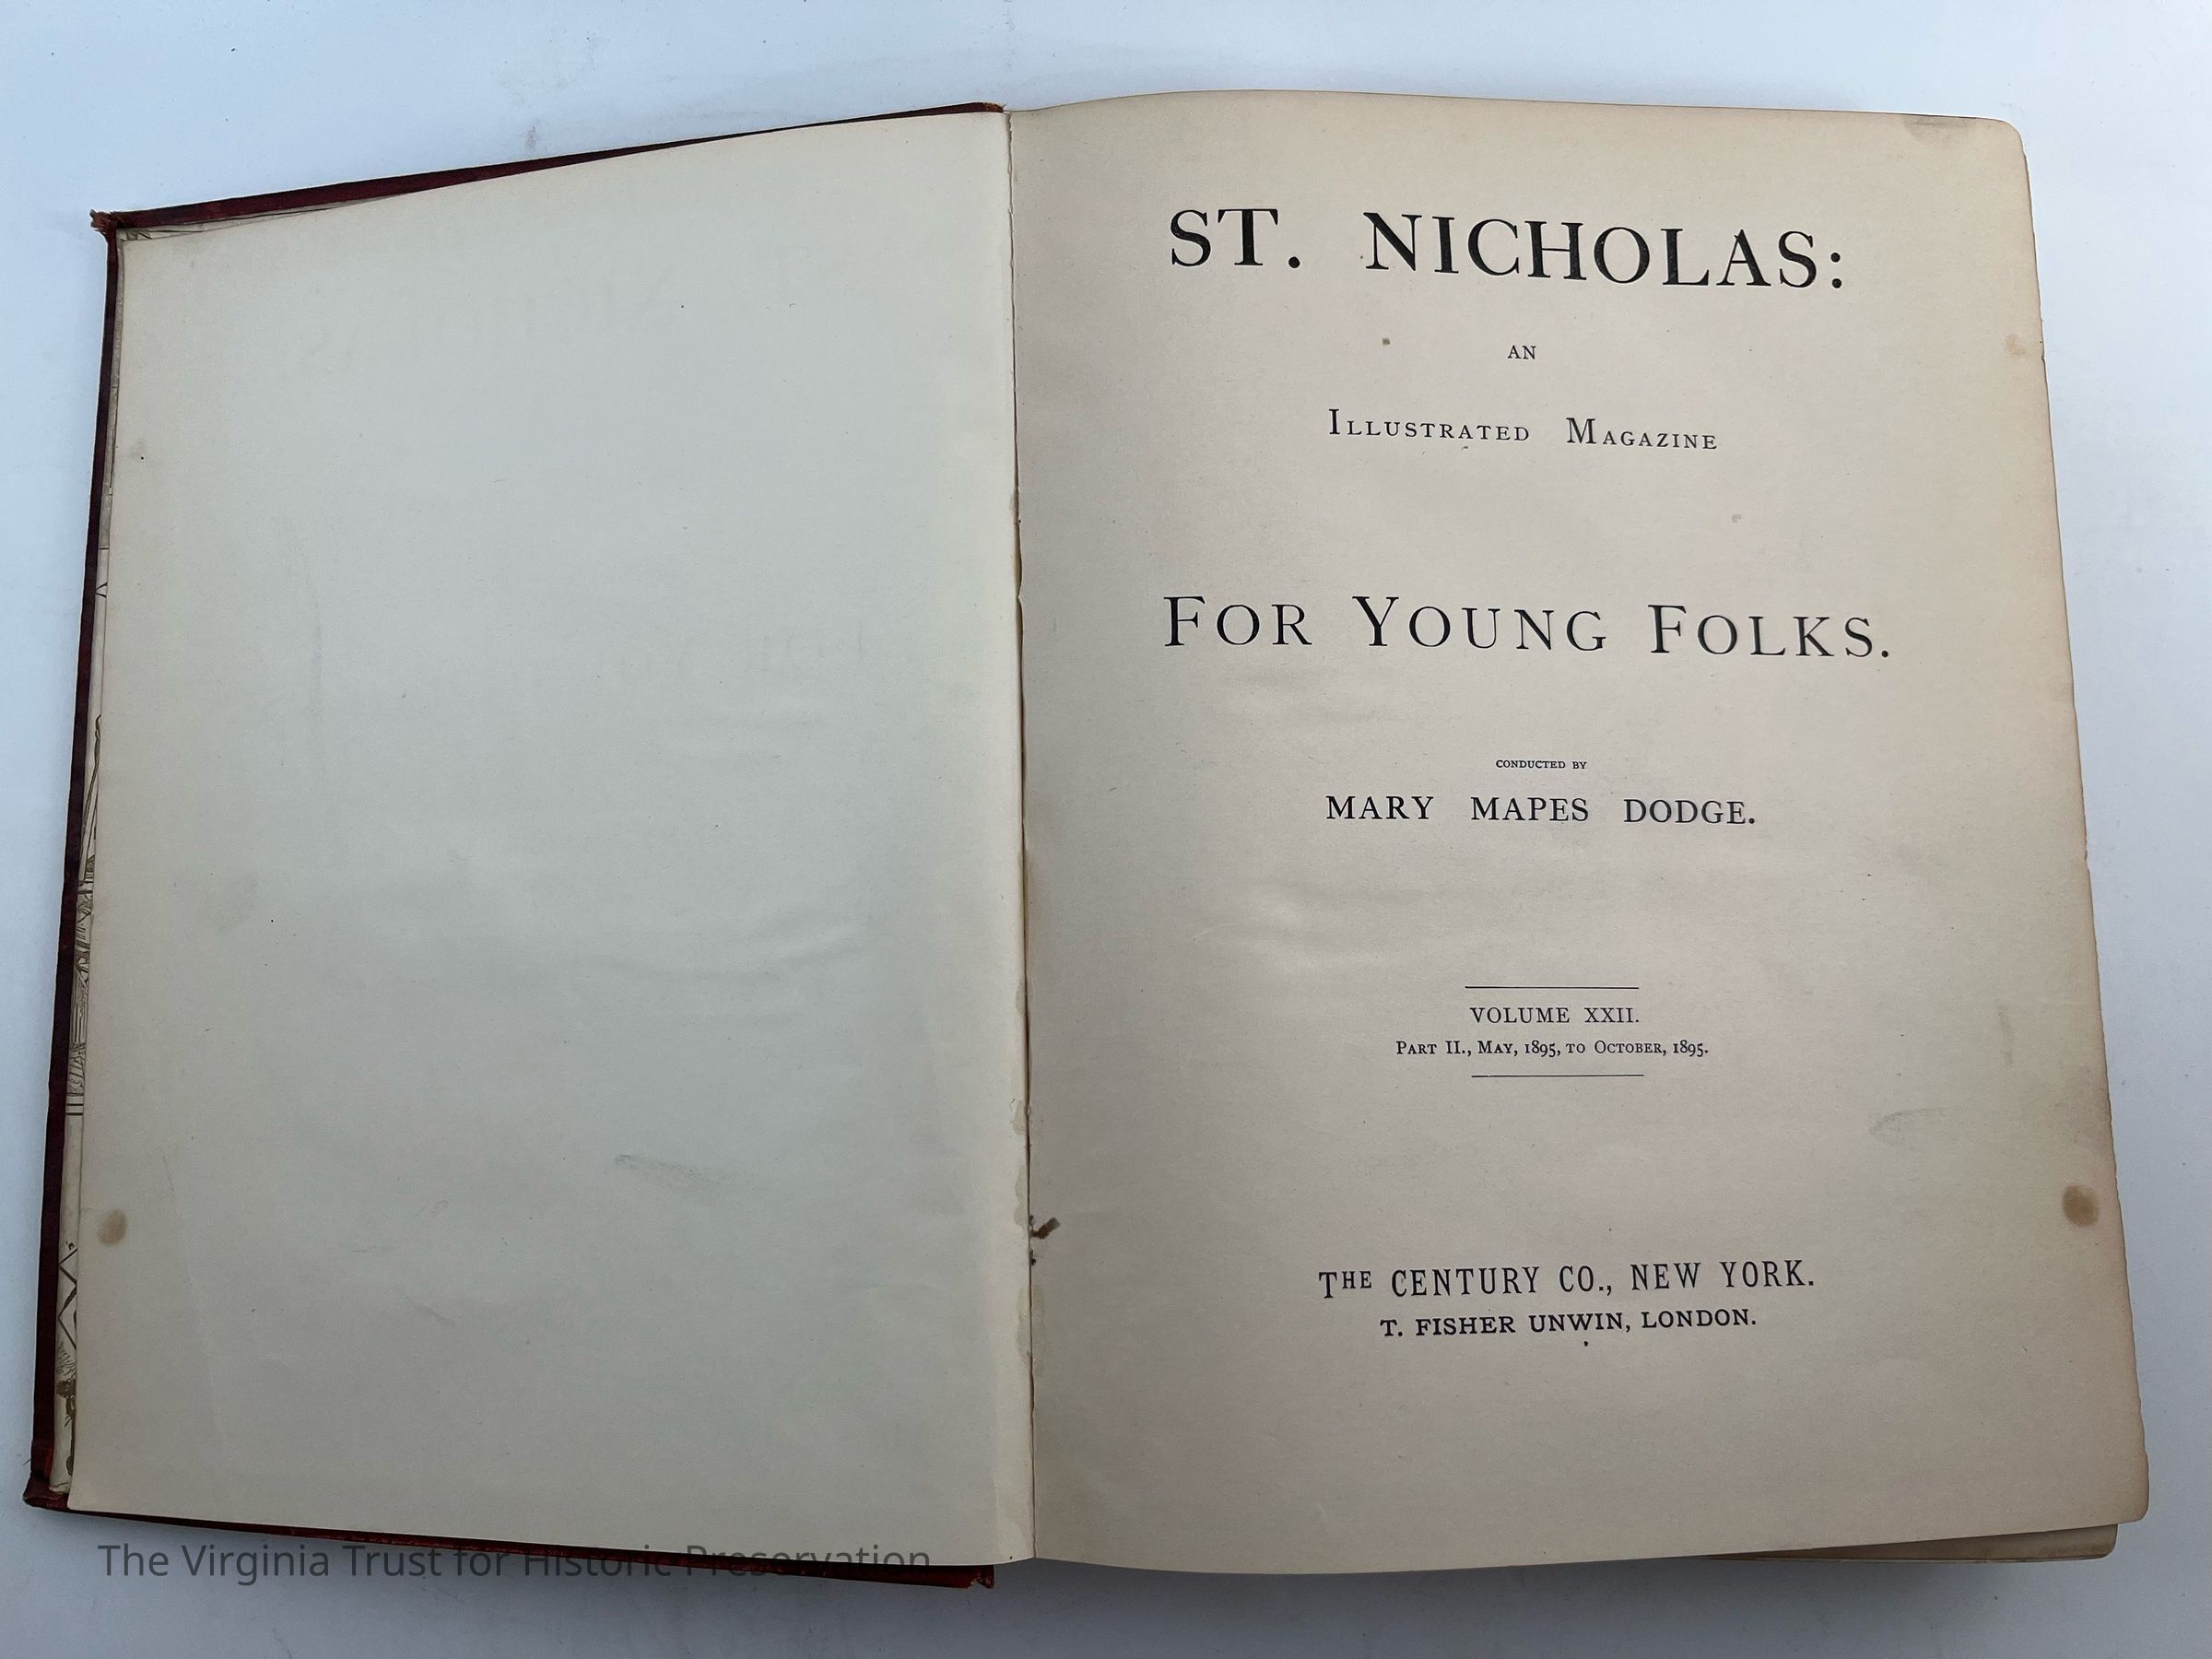 ST. NICHOLAS:
AN
ILLUSTRATED MAGAZINE
FOR YOUNG FOLKS.
CONDUCTED BY
MARY MAPES DODGE.
VOLUME XXII.
PART II., MAY, 1895, TO OCTOBER, 1895.
THE CENTURY CO., NEW YORK.
T. FISHER UNWIN, LONDON.
The Virginia Trust for Historic Preservation